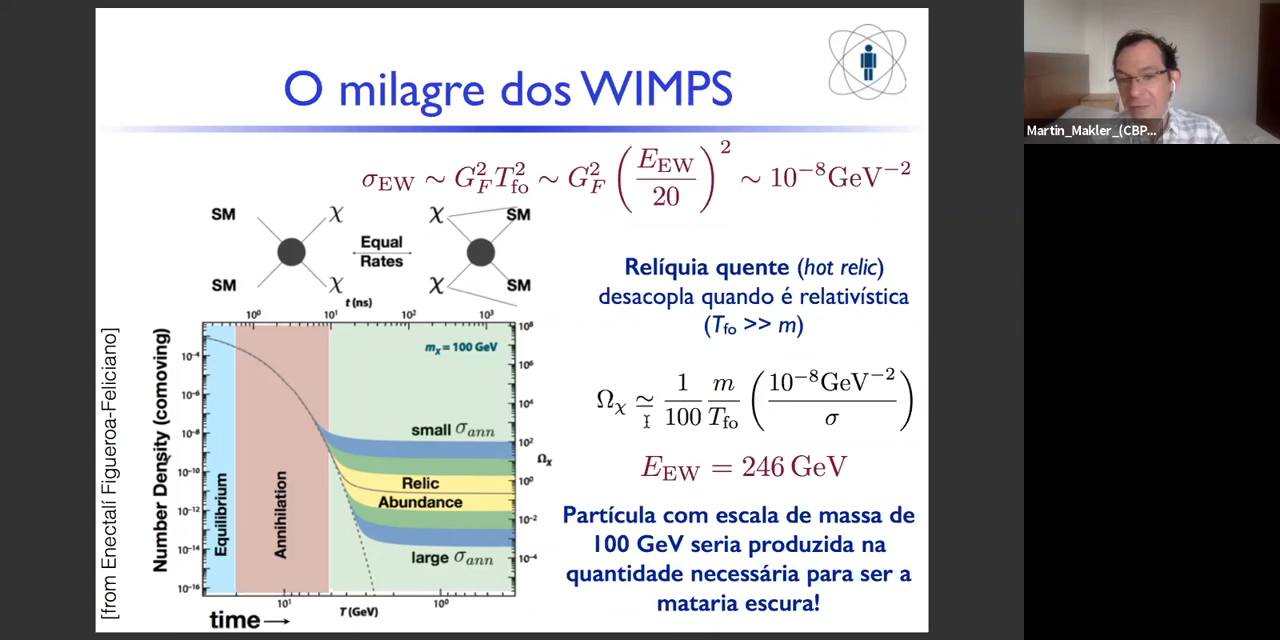 O milagre dos WIMPS
σ_EW ∼ G_F^2 T_fo^2 ∼ G_F^2 (E_EW / 20)^2 ∼ 10^−8 GeV^−2
SM χ χ SM
Equal
Rates
SM χ χ SM
t (ns)
10^0 10^1 10^2 10^3
[from Enectalí Figueroa-Feliciano]
Number Density (comoving)
10^-4
10^-6
10^-8
10^-10
10^-12
10^-14
10^-16
Equilibrium
Annihilation
m_χ = 100 GeV
small σ_ann
Relic
Abundance
large σ_ann
10^8
10^6
10^4
10^2
10^0
10^-2
10^-4
Ω_χ
10^1 10^0
T (GeV)
time →
Relíquia quente (hot relic)
desacopla quando é relativística
(T_fo >> m)
Ω_χ ≃ 1/100 m/T_fo (10^−8 GeV^−2 / σ)
E_EW = 246 GeV
Partícula com escala de massa de
100 GeV seria produzida na
quantidade necessária para ser a
mataria escura!
Martin_Makler_(CBP...